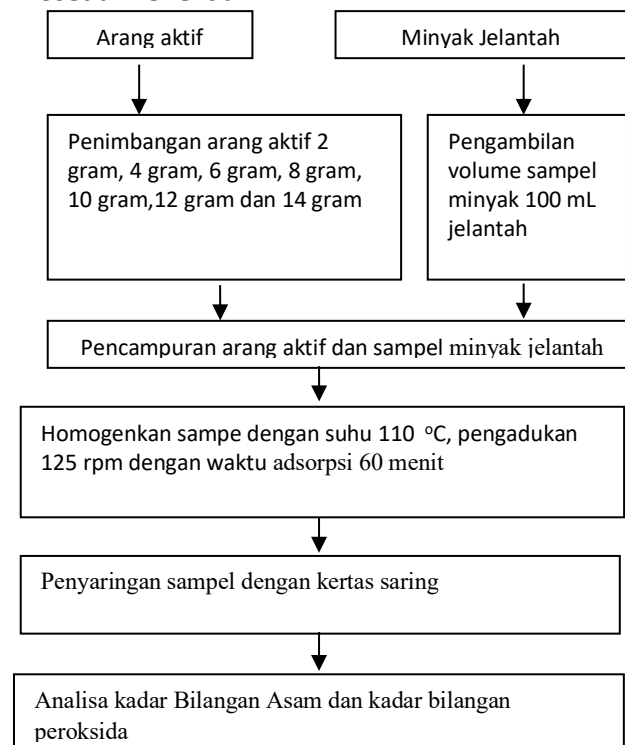 Arang aktif
Minyak Jelantah
Penimbangan arang aktif 2
gram, 4 gram, 6 gram, 8 gram,
10 gram,12 gram dan 14 gram
Pengambilan
volume sampel
minyak 100 mL
jelantah
Pencampuran arang aktif dan sampel minyak jelantah
Homogenkan sampe dengan suhu 110 °C, pengadukan
125 rpm dengan waktu adsorpsi 60 menit
Penyaringan sampel dengan kertas saring
Analisa kadar Bilangan Asam dan kadar bilangan
peroksida